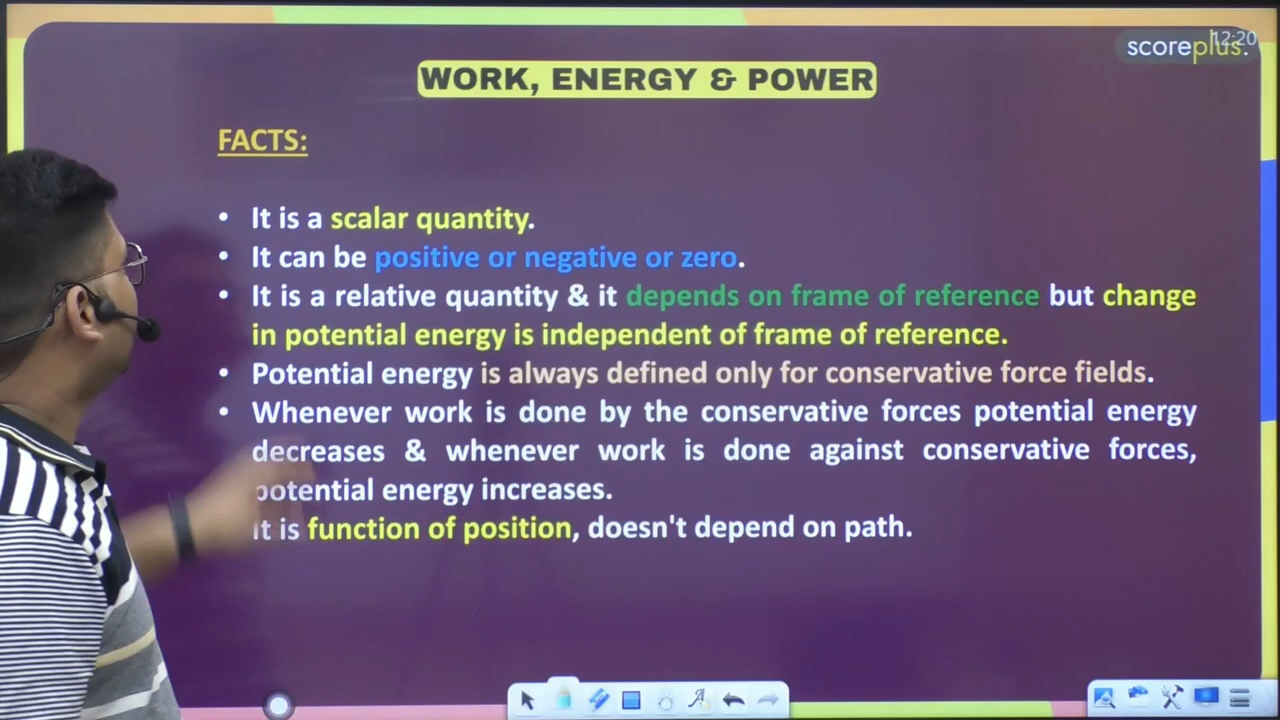 scoreplus.
12:20
WORK, ENERGY & POWER
FACTS:
• It is a scalar quantity.
• It can be positive or negative or zero.
• It is a relative quantity & it depends on frame of reference but change
in potential energy is independent of frame of reference.
• Potential energy is always defined only for conservative force fields.
• Whenever work is done by the conservative forces potential energy
decreases & whenever work is done against conservative forces,
potential energy increases.
It is function of position, doesn't depend on path.